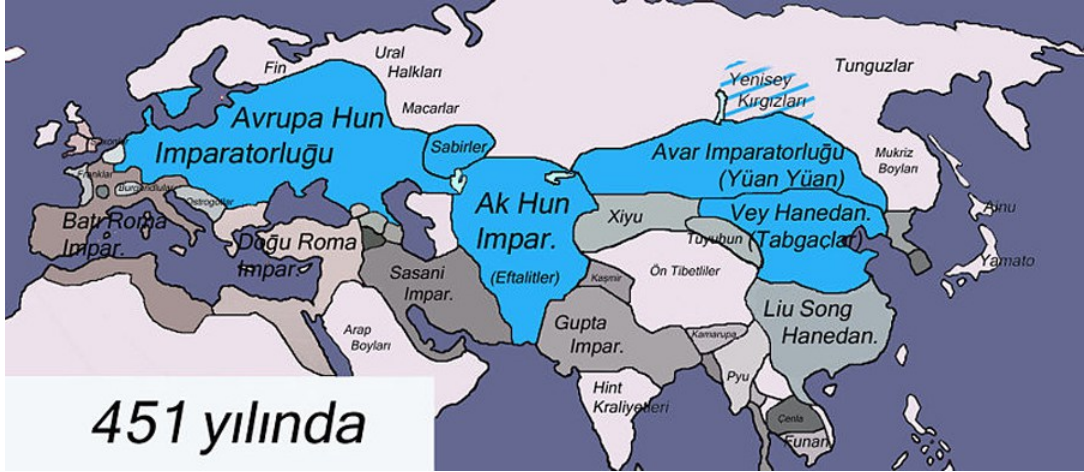 Fin
Ural
Halkları
Macarlar
Yenisey
Kırgızları
Tunguzlar
Avrupa Hun
Imparatorluğu
Sabirler
Avar Imparatorluğu
(Yüan Yüan)
Mukriz
Boyları
Saxonlar
Franklar
Burgandlular
Ostrogotlar
Ak Hun
Impar.
(Eftalitler)
Xiyu
Vey Hanedan.
(Tabgaçlar)
Tuyuhun
Ainu
Yamato
Batı Roma
Impar.
Doğu Roma
Impar.
Sasani
Impar.
Kaşmir
Ön Tibetliler
Liu Song
Hanedan.
Arap
Boyları
Gupta
Impar.
Kamarupa
Pyu
Hint
Kraliyetleri
Çenla
Funan
451 yılında